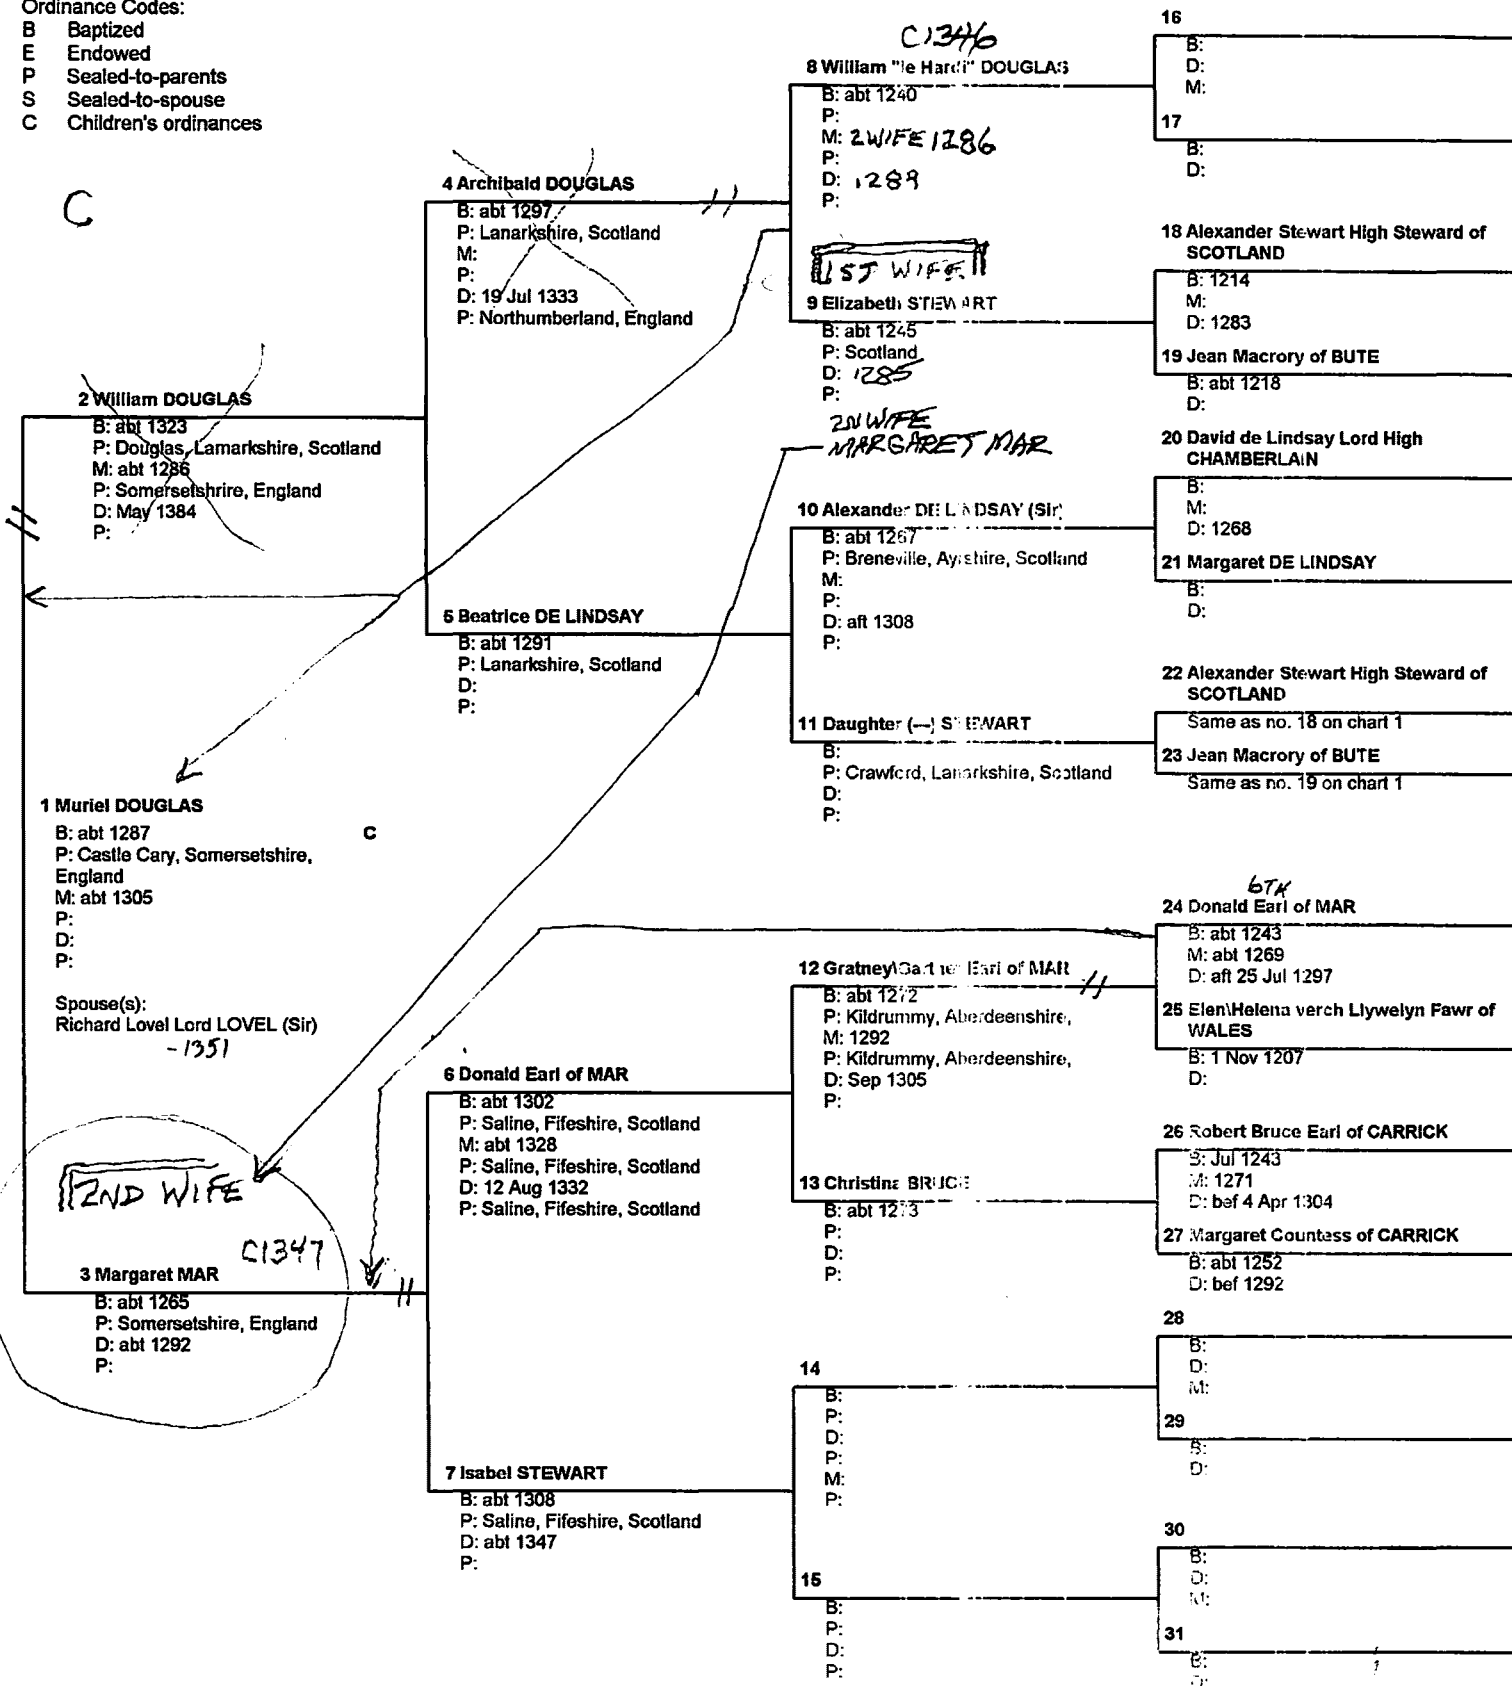 Ordinance Codes:
B Baptized
E Endowed
P Sealed-to-parents
S Sealed-to-spouse
C Children's ordinances
C
1 Muriel DOUGLAS
B: abt 1287
P: Castle Cary, Somersetshire,
England
M: abt 1305
P:
D:
P:
C
Spouse(s):
Richard Lovel Lord LOVEL (Sir)
-1351
2 William DOUGLAS
B: abt 1323
P: Douglas, Lamarkshire, Scotland
M: abt 1286
P: Somersetshrire, England
D: May 1384
P:
2ND WIFE
C1347
3 Margaret MAR
B: abt 1265
P: Somersetshire, England
D: abt 1292
P:
4 Archibald DOUGLAS
B: abt 1297
P: Lanarkshire, Scotland
M:
P:
D: 19 Jul 1333
P: Northumberland, England
5 Beatrice DE LINDSAY
B: abt 1291
P: Lanarkshire, Scotland
D:
P:
6 Donald Earl of MAR
B: abt 1302
P: Saline, Fifeshire, Scotland
M: abt 1328
P: Saline, Fifeshire, Scotland
D: 12 Aug 1332
P: Saline, Fifeshire, Scotland
7 Isabel STEWART
B: abt 1308
P: Saline, Fifeshire, Scotland
D: abt 1347
P:
C1346
8 William "le Hardi" DOUGLAS
B: abt 1240
P:
M: 2 WIFE 1286
P:
D: 1289
P:
1ST WIFE
9 Elizabeth STEWART
B: abt 1245
P: Scotland
D: 1285
P:
2N WIFE
MARGARET MAR
10 Alexander DE LINDSAY (Sir)
B: abt 1267
P: Breneville, Ayrshire, Scotland
M:
P:
D: aft 1308
P:
11 Daughter (---) STEWART
B:
P: Crawford, Lanarkshire, Scotland
D:
P:
12 Gratney\Gartner Earl of MAR
B: abt 1272
P: Kildrummy, Aberdeenshire,
M: 1292
P: Kildrummy, Aberdeenshire,
D: Sep 1305
P:
13 Christina BRUCE
B: abt 1273
P:
D:
P:
14
B:
P:
D:
P:
M:
P:
15
B:
P:
D:
P:
16
B:
D:
M:
17
B:
D:
18 Alexander Stewart High Steward of
SCOTLAND
B: 1214
M:
D: 1283
19 Jean Macrory of BUTE
B: abt 1218
D:
20 David de Lindsay Lord High
CHAMBERLAIN
B:
M:
D: 1268
21 Margaret DE LINDSAY
B:
D:
22 Alexander Stewart High Steward of
SCOTLAND
Same as no. 18 on chart 1
23 Jean Macrory of BUTE
Same as no. 19 on chart 1
6TH
24 Donald Earl of MAR
B: abt 1243
M: abt 1269
D: aft 25 Jul 1297
25 Elen\Helena verch Llywelyn Fawr of
WALES
B: 1 Nov 1207
D:
26 Robert Bruce Earl of CARRICK
B: Jul 1243
M: 1271
D: bef 4 Apr 1304
27 Margaret Countess of CARRICK
B: abt 1252
D: bef 1292
28
B:
D:
M:
29
B:
D:
30
B:
D:
M:
31
B:
D: